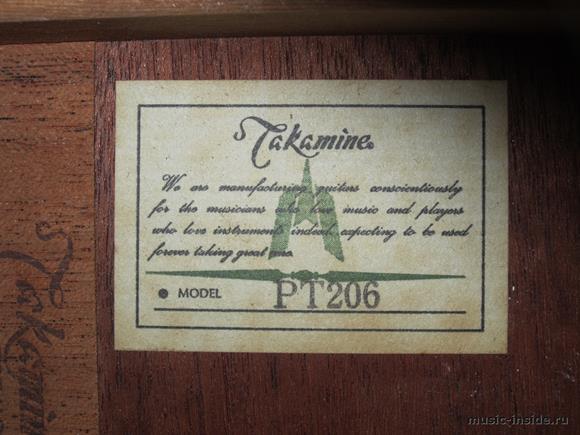 Takamine
We are manufacturing guitars conscientiously
for the musicians who love music and players
who love instruments indeed expecting to be used
forever taking great care.
MODEL PT206
Takamine
music-inside.ru